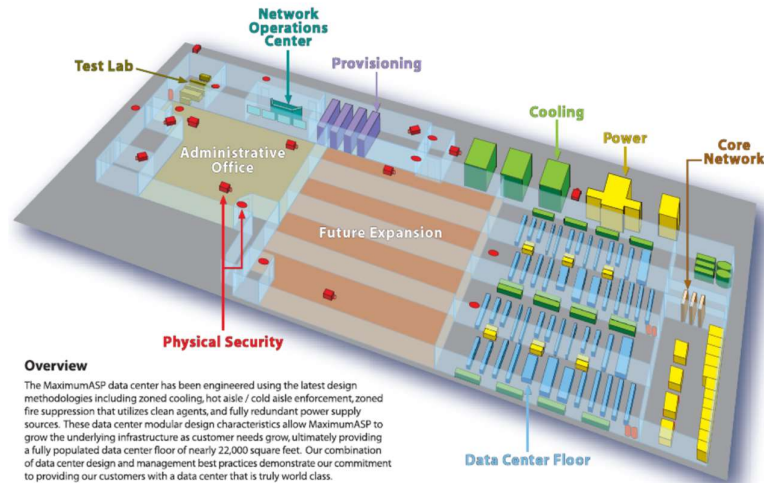 Network
Operations
Center
Test Lab
Provisioning
Cooling
Power
Core
Network
Administrative
Office
Future Expansion
Physical Security
Data Center Floor
Overview
The MaximumASP data center has been engineered using the latest design
methodologies including zoned cooling, hot aisle / cold aisle enforcement, zoned
fire suppression that utilizes clean agents, and fully redundant power supply
sources. These data center modular design characteristics allow MaximumASP to
grow the underlying infrastructure as customer needs grow, ultimately providing
a fully populated data center floor of nearly 22,000 square feet. Our combination
of data center design and management best practices demonstrate our commitment
to providing our customers with a data center that is truly world class.